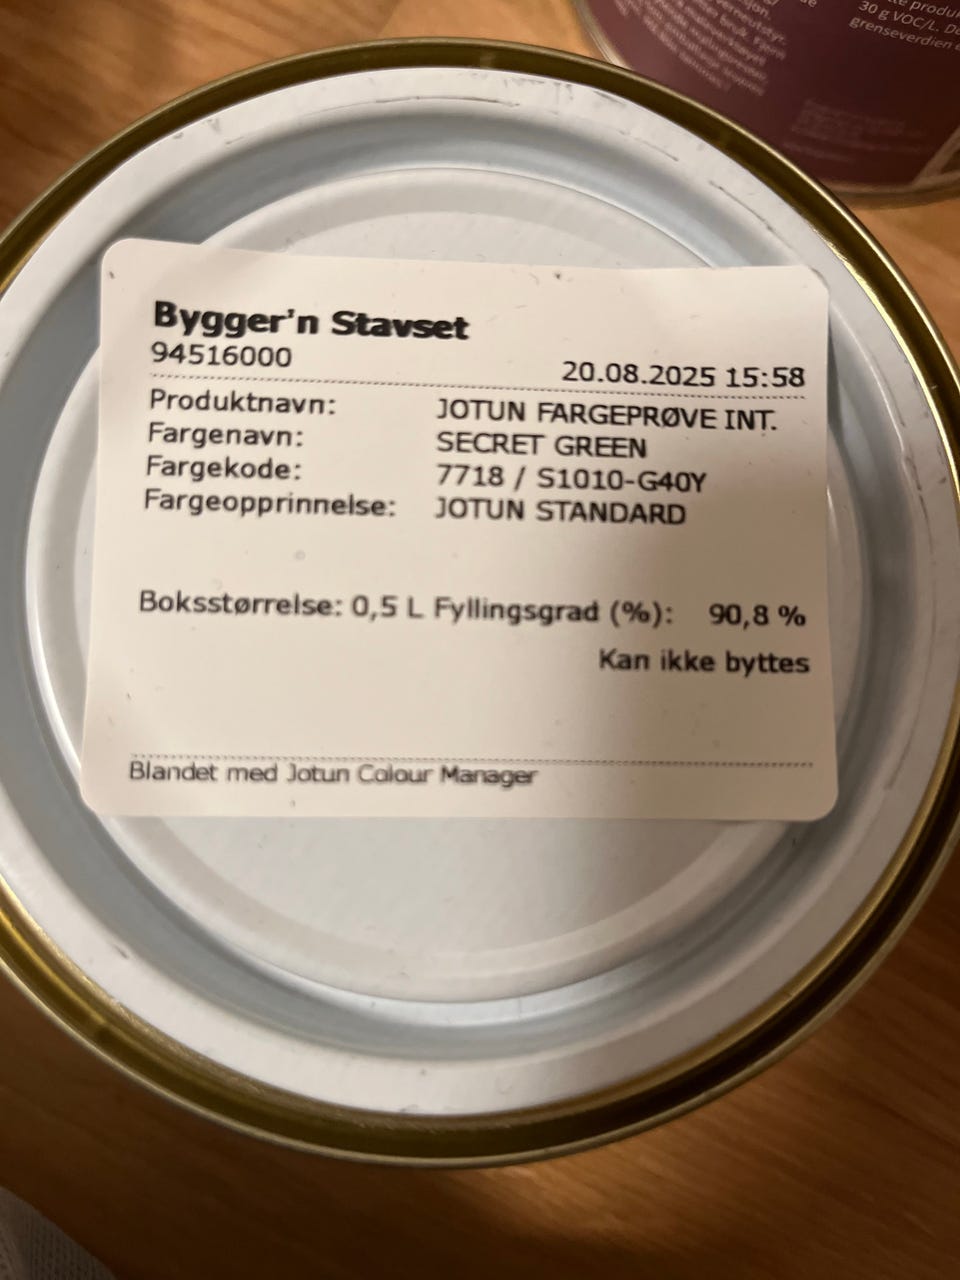 30 g VOC/L. De
grenseverdien
Bygger'n Stavset
94516000
20.08.2025 15:58
Produktnavn: JOTUN FARGEPRØVE INT.
Fargenavn: SECRET GREEN
Fargekode: 7718 / S1010-G40Y
Fargeopprinnelse: JOTUN STANDARD
Boksstørrelse: 0,5 L Fyllingsgrad (%): 90,8 %
Kan ikke byttes
Blandet med Jotun Colour Manager